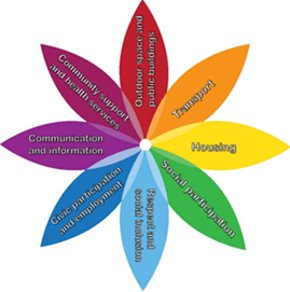 Outdoor space and
public buildings
Transport
Housing
Social participation
Respect and
social inclusion
Civic participation
and employment
Communication
and information
Community support
and health services